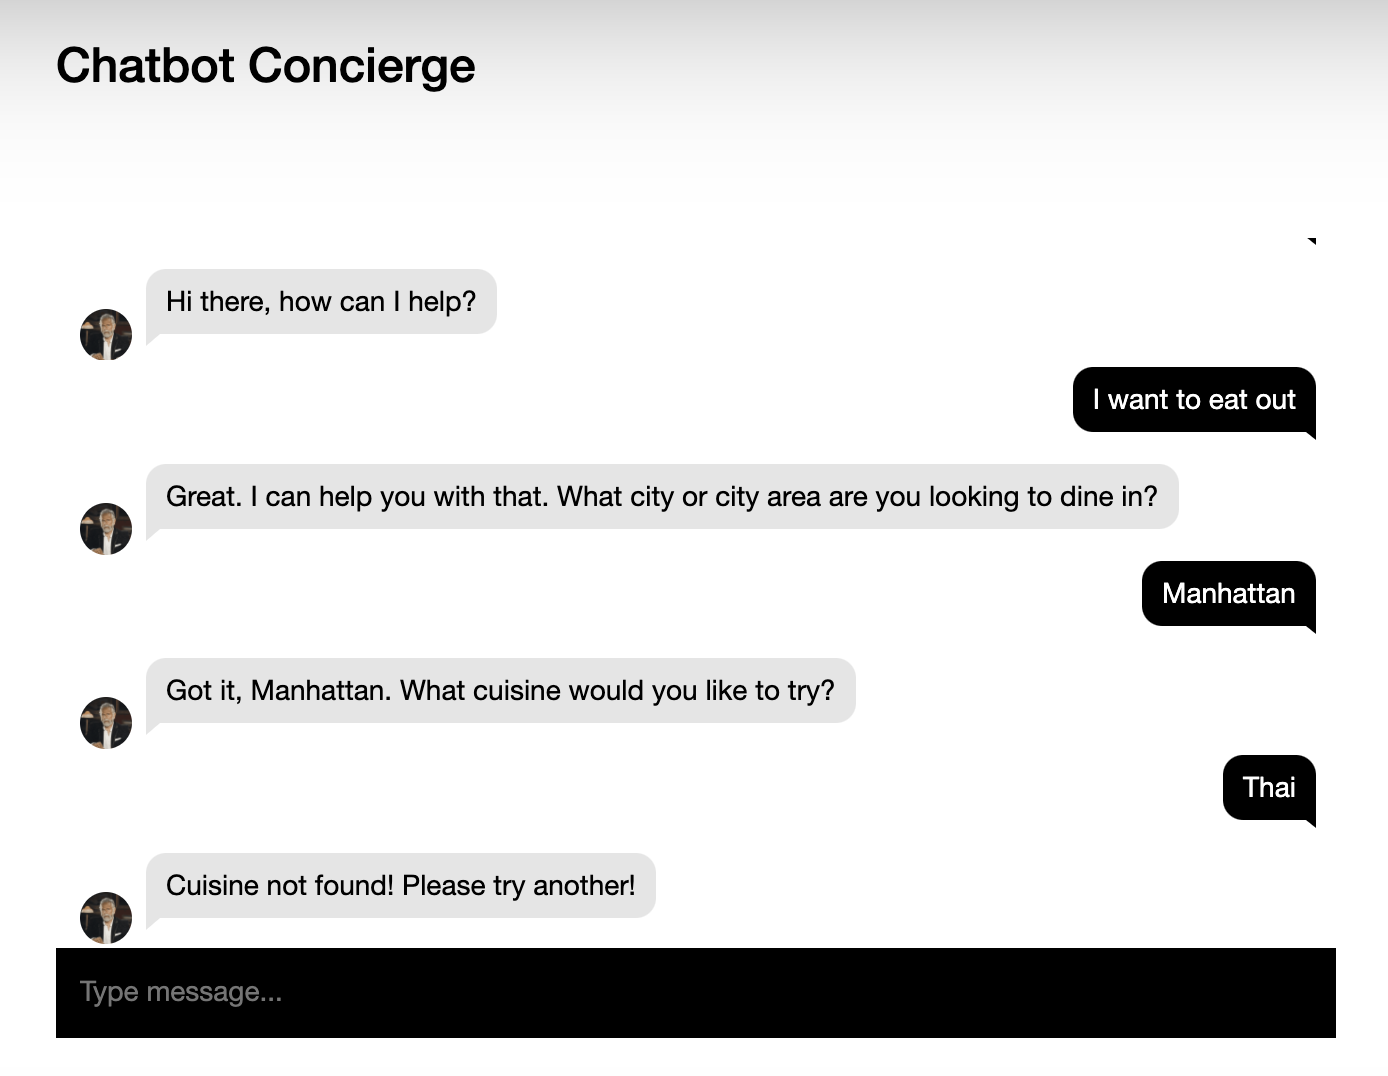 Chatbot Concierge
Hi there, how can I help?
I want to eat out
Great. I can help you with that. What city or city area are you looking to dine in?
Manhattan
Got it, Manhattan. What cuisine would you like to try?
Thai
Cuisine not found! Please try another!
Type message...